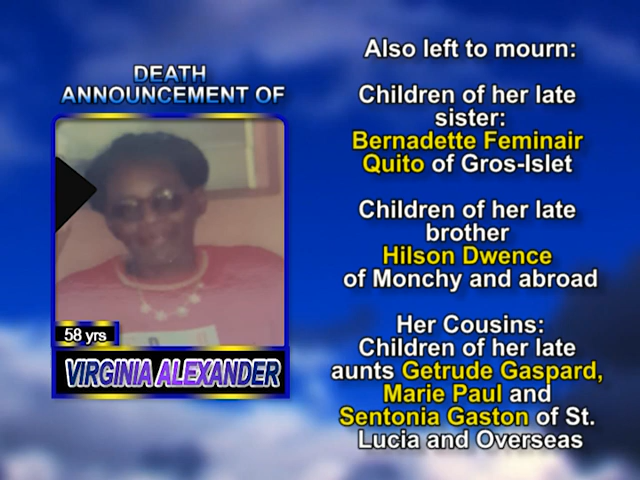 DEATH
ANNOUNCEMENT OF
58 yrs
VIRGINIA ALEXANDER
Also left to mourn:
Children of her late
sister:
Bernadette Feminair
Quito of Gros-Islet
Children of her late
brother
Hilson Dwence
of Monchy and abroad
Her Cousins:
Children of her late
aunts Getrude Gaspard,
Marie Paul and
Sentonia Gaston of St.
Lucia and Overseas